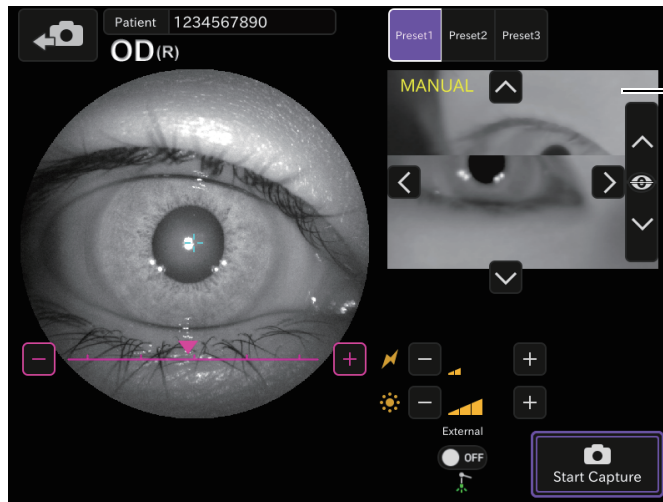 Patient 1234567890
OD(R)
Preset1 Preset2 Preset3
MANUAL
External
OFF
Start Capture